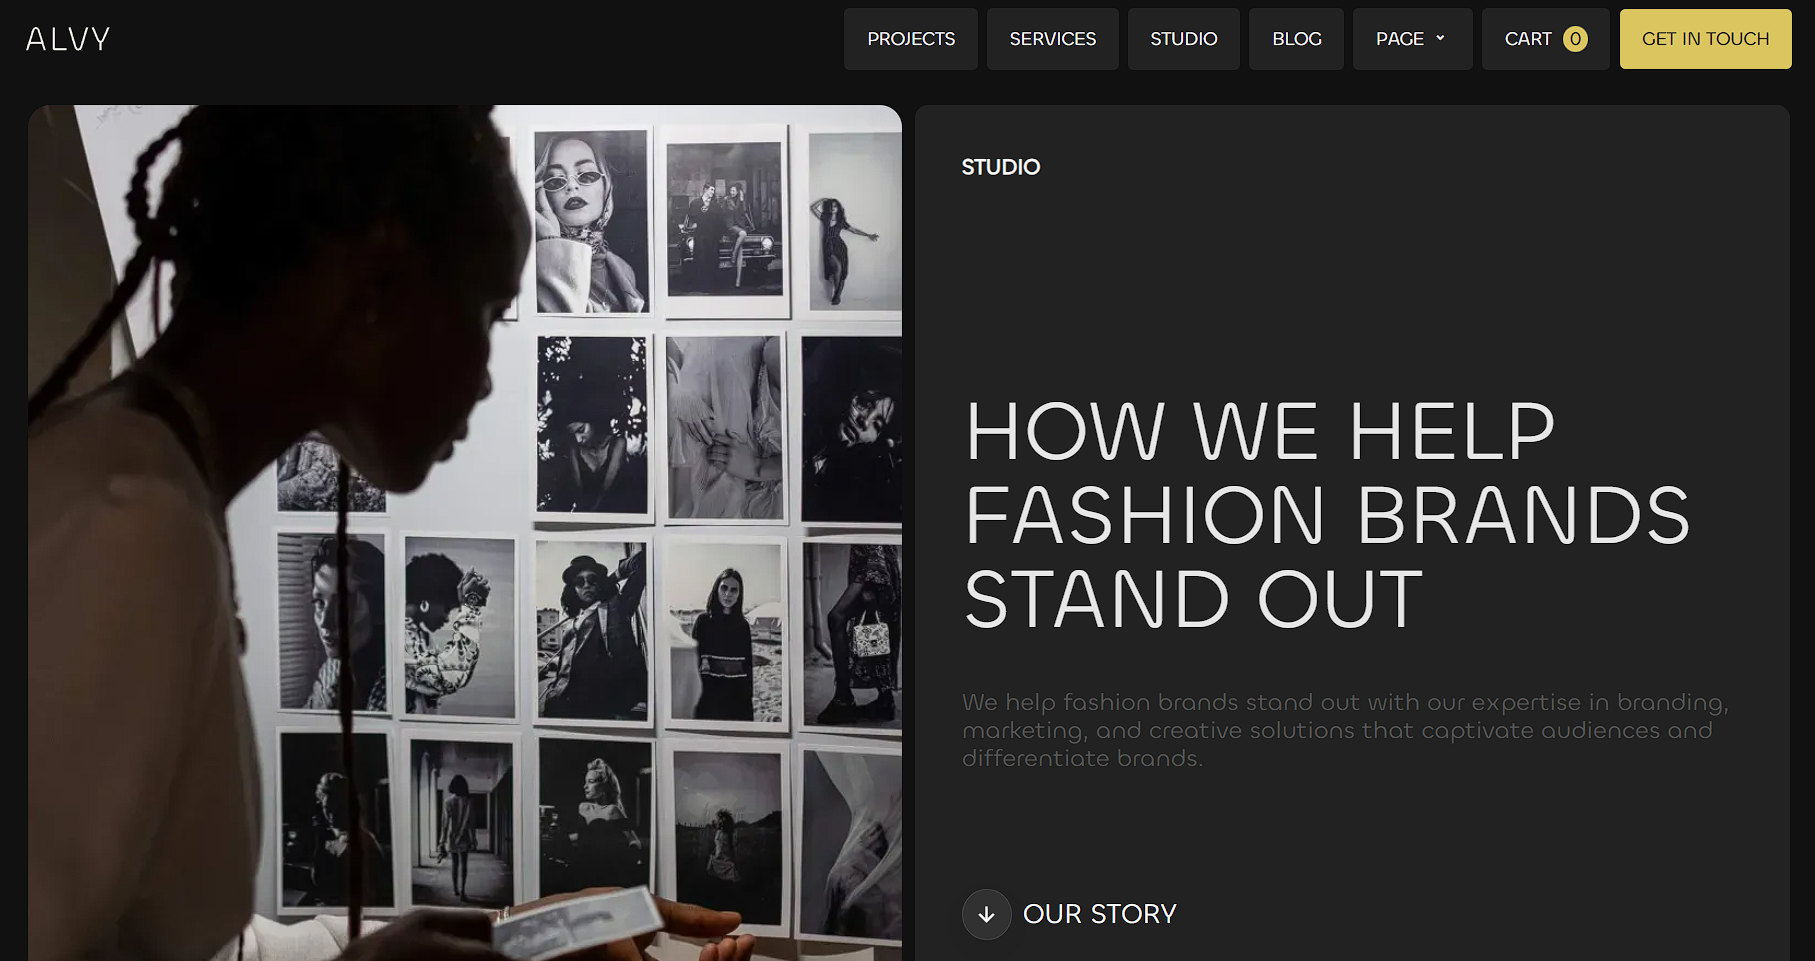 ALVY
PROJECTS
SERVICES
STUDIO
BLOG
PAGE
CART 0
GET IN TOUCH
STUDIO
HOW WE HELP
FASHION BRANDS
STAND OUT
We help fashion brands stand out with our expertise in branding,
marketing, and creative solutions that captivate audiences and
differentiate brands.
OUR STORY